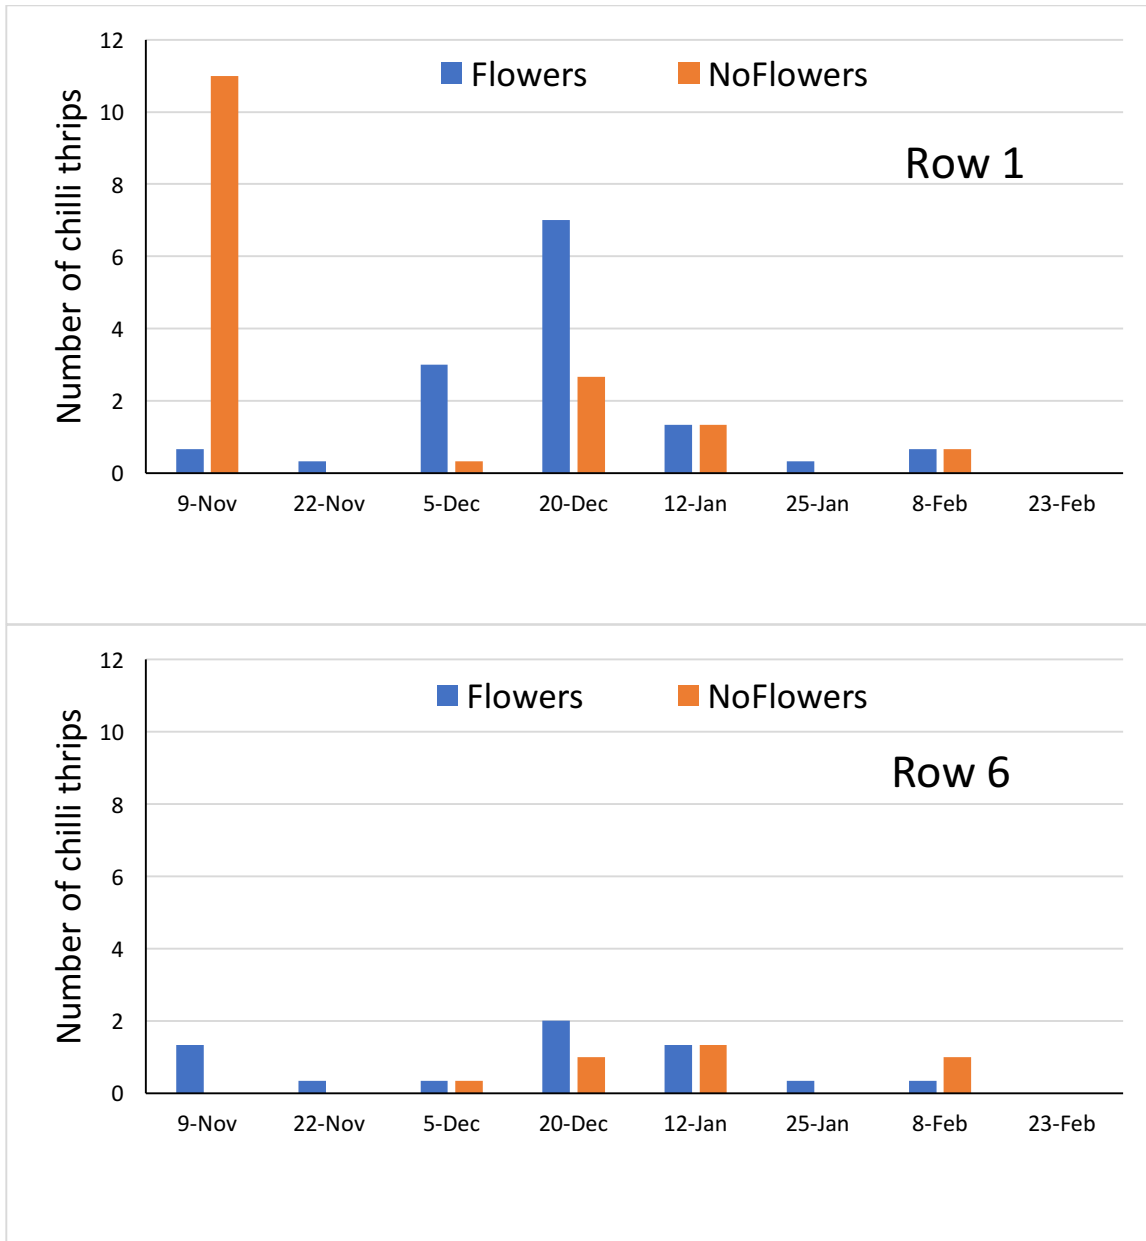 Number of chilli thrips
12
10
8
6
4
2
0
Flowers NoFlowers
Row 1
9-Nov 22-Nov 5-Dec 20-Dec 12-Jan 25-Jan 8-Feb 23-Feb
Number of chilli thrips
12
10
8
6
4
2
0
Flowers NoFlowers
Row 6
9-Nov 22-Nov 5-Dec 20-Dec 12-Jan 25-Jan 8-Feb 23-Feb